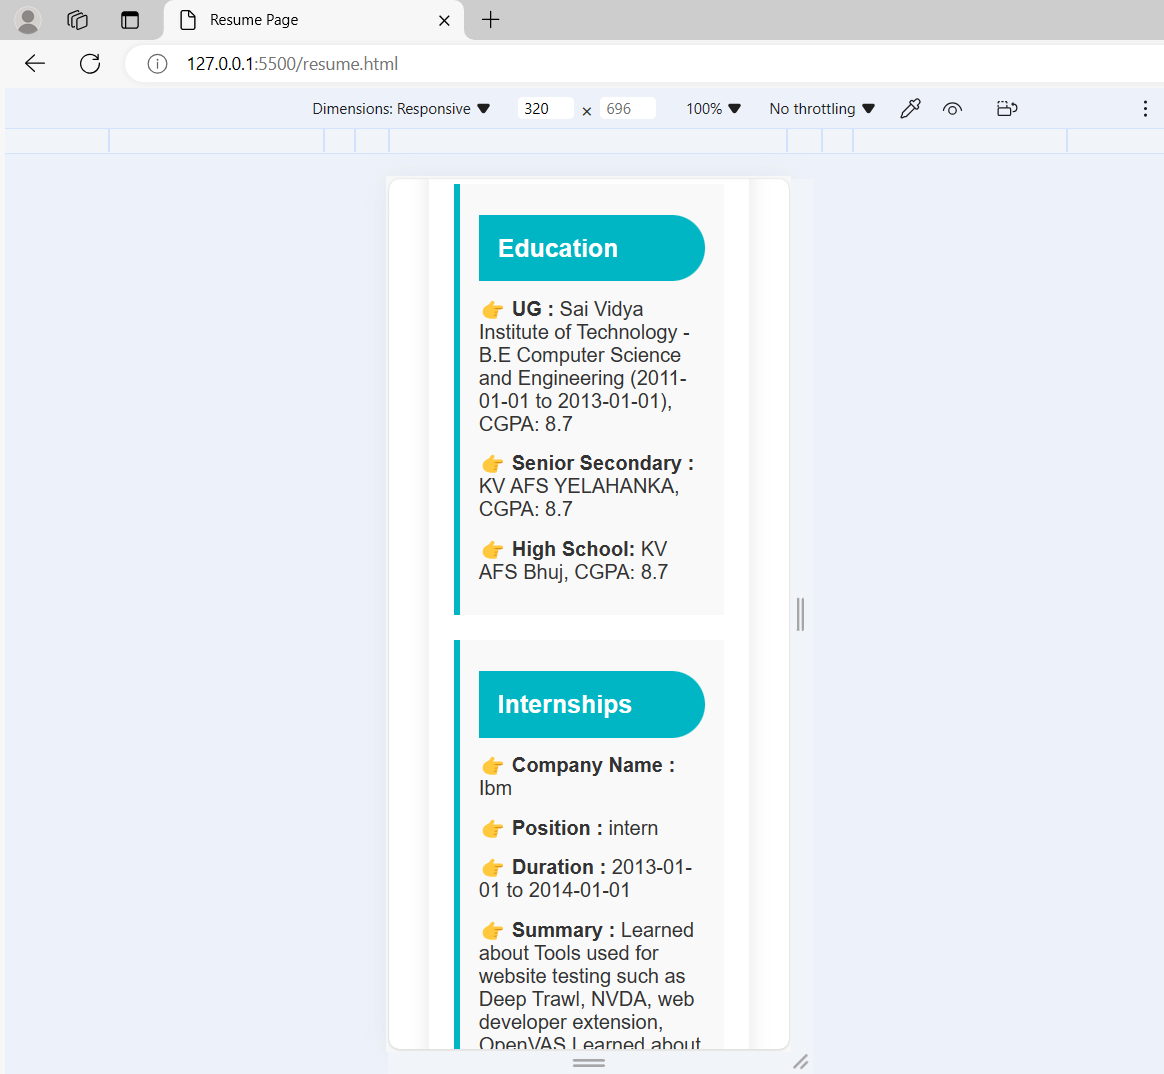 Resume Page
127.0.0.1:5500/resume.html
Dimensions: Responsive 320 × 696 100% No throttling
Education
👉 UG : Sai Vidya
Institute of Technology -
B.E Computer Science
and Engineering (2011-
01-01 to 2013-01-01),
CGPA: 8.7
👉 Senior Secondary :
KV AFS YELAHANKA,
CGPA: 8.7
👉 High School: KV
AFS Bhuj, CGPA: 8.7
Internships
👉 Company Name :
Ibm
👉 Position : intern
👉 Duration : 2013-01-
01 to 2014-01-01
👉 Summary : Learned
about Tools used for
website testing such as
Deep Trawl, NVDA, web
developer extension,
OpenVAS Learned about